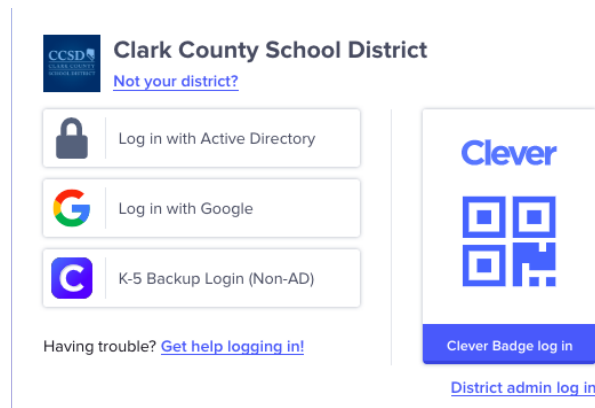 CCSD
CLARK COUNTY
SCHOOL DISTRICT
Clark County School District
Not your district?
Log in with Active Directory
Log in with Google
K-5 Backup Login (Non-AD)
Having trouble? Get help logging in!
Clever
Clever Badge log in
District admin log in